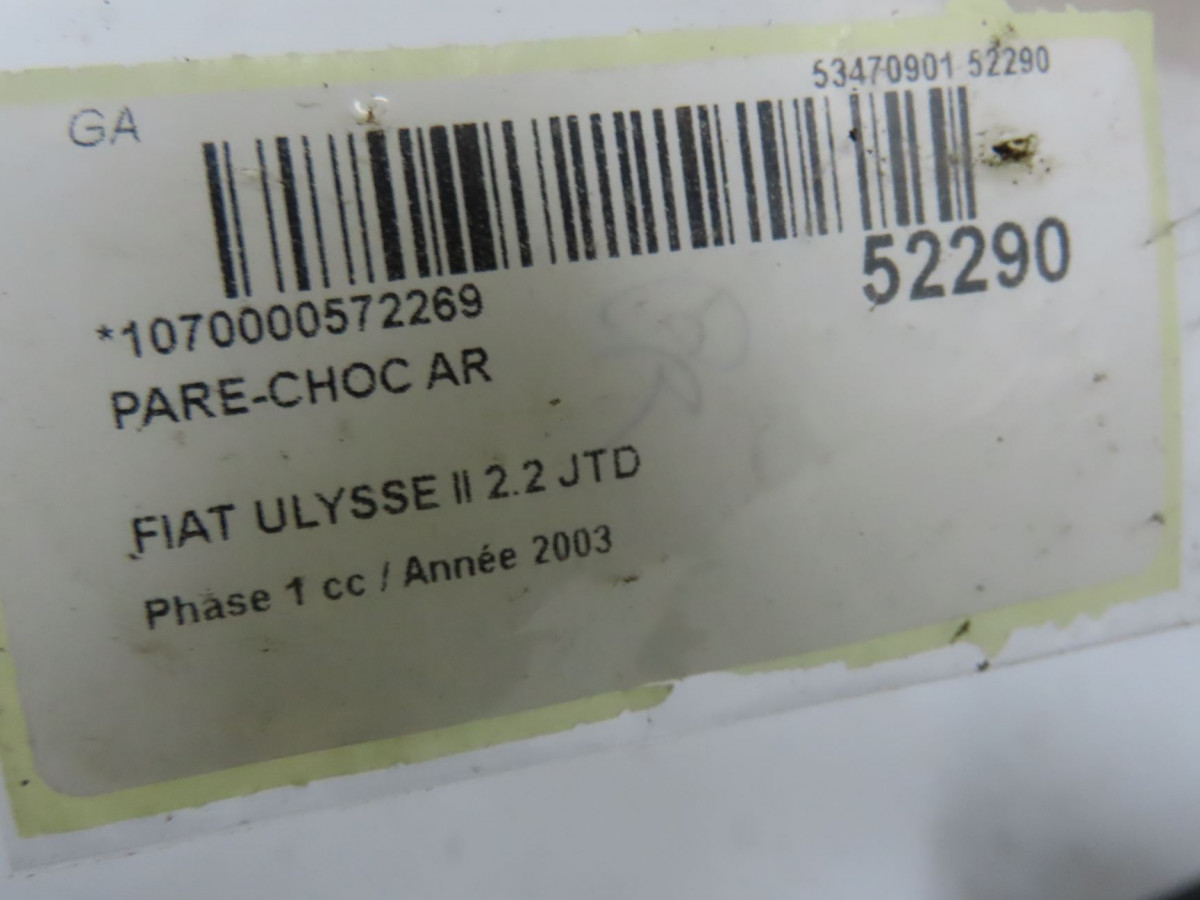 GA
53470901 52290
52290
*1070000572269
PARE-CHOC AR
FIAT ULYSSE II 2.2 JTD
Phase 1 cc / Année 2003